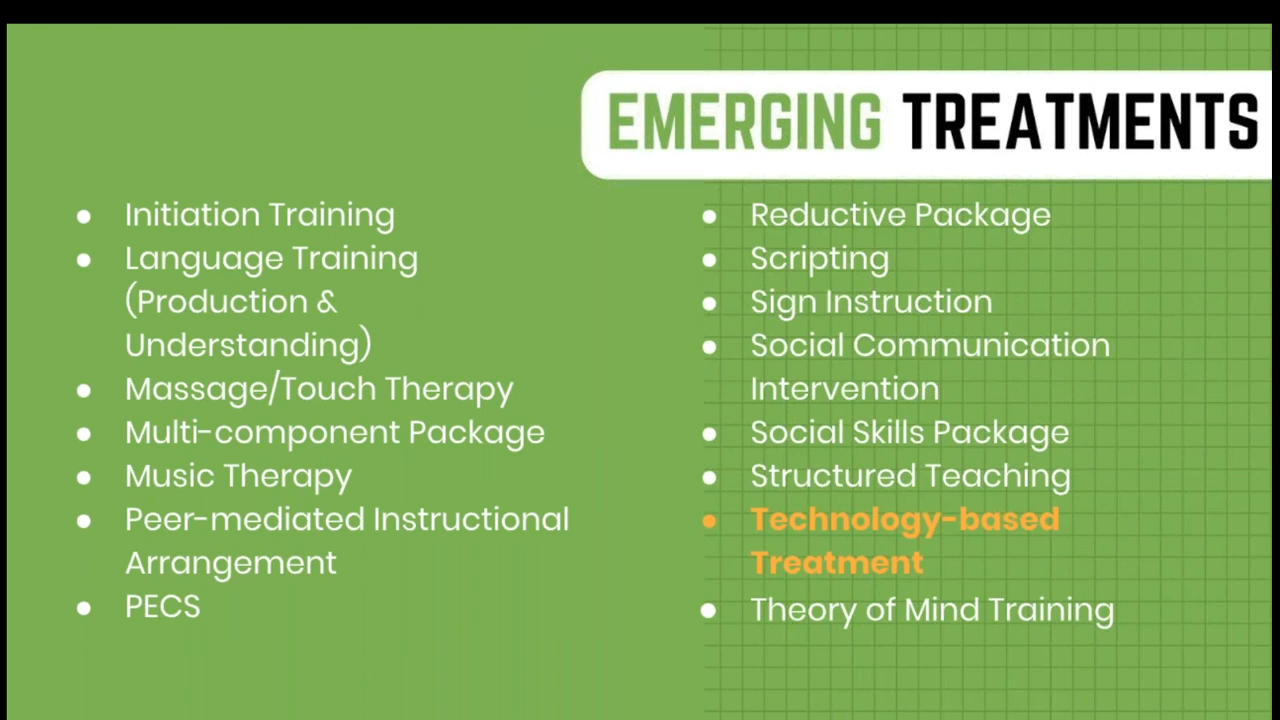 EMERGING TREATMENTS
● Initiation Training
● Language Training
(Production &
Understanding)
● Massage/Touch Therapy
● Multi-component Package
● Music Therapy
● Peer-mediated Instructional
Arrangement
● PECS
● Reductive Package
● Scripting
● Sign Instruction
● Social Communication
Intervention
● Social Skills Package
● Structured Teaching
● Technology-based
Treatment
● Theory of Mind Training